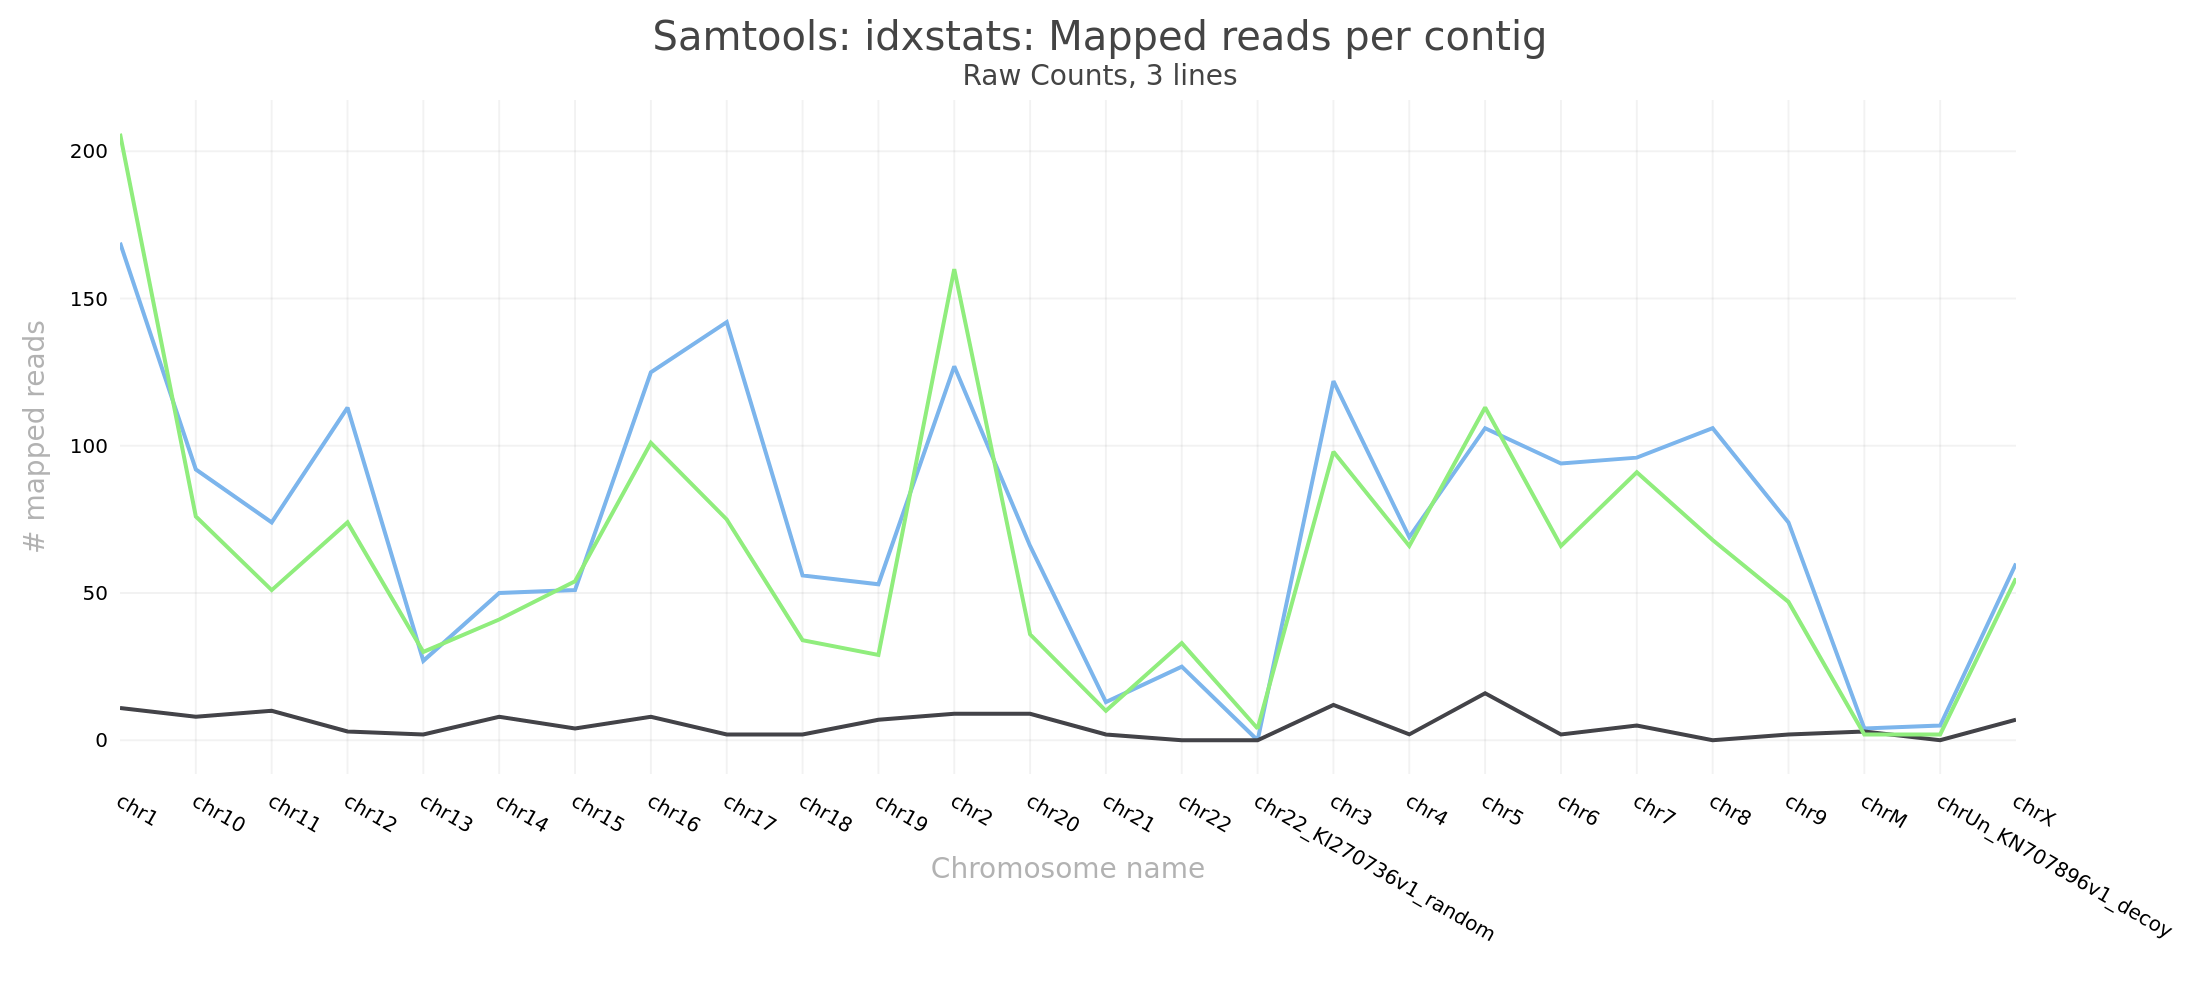 Samtools: idxstats: Mapped reads per contig
Raw Counts, 3 lines
200
150
100
50
0
# mapped reads
chr1
chr10
chr11
chr12
chr13
chr14
chr15
chr16
chr17
chr18
chr19
chr2
chr20
chr21
chr22
chr22_KI270736v1_random
chr3
chr4
chr5
chr6
chr7
chr8
chr9
chrM
chrUn_KN707896v1_decoy
chrX
Chromosome name